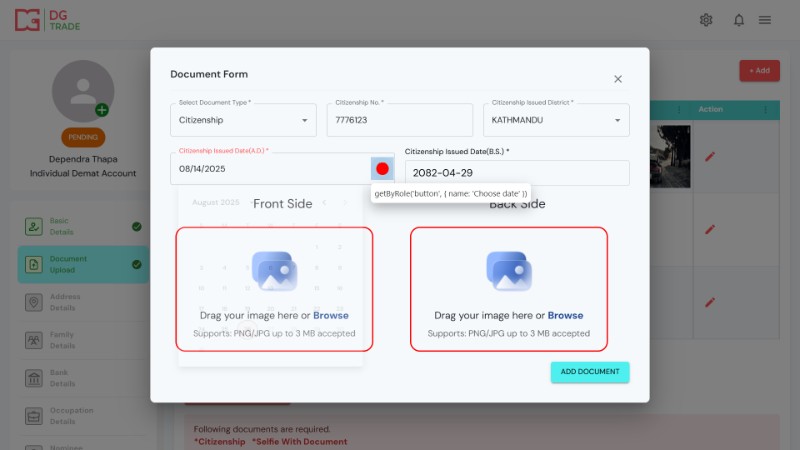 DG
TRADE
Document Form
+ Add
Select Document Type *
Citizenship
Citizenship No. *
7776123
Citizenship Issued District *
KATHMANDU
Action
PENDING
Dependra Thapa
Individual Demat Account
Citizenship Issued Date(A.D.) *
08/14/2025
Citizenship Issued Date(B.S.) *
2082-04-29
getByRole('button', { name: 'Choose date' })
August 2025
Front Side
Back Side
Drag your image here or Browse
Supports: PNG/JPG up to 3 MB accepted
Drag your image here or Browse
Supports: PNG/JPG up to 3 MB accepted
ADD DOCUMENT
Basic
Details
Document
Upload
Address
Details
Family
Details
Bank
Details
Occupation
Details
Nominee
Following documents are required.
*Citizenship *Selfie With Document